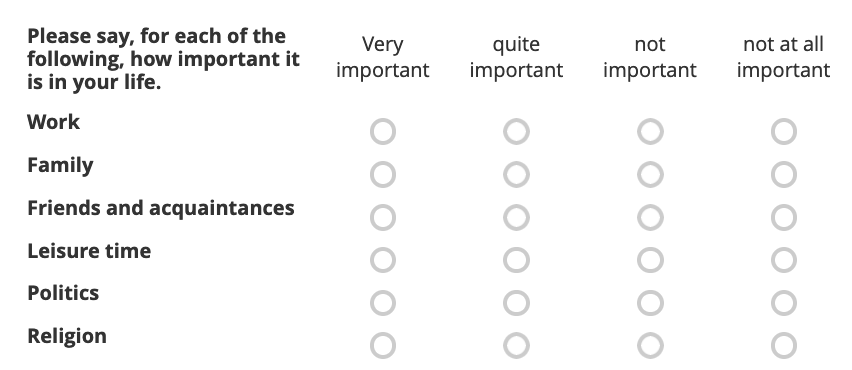 Please say, for each of the
following, how important it
is in your life.
Very
important
quite
important
not
important
not at all
important
Work
Family
Friends and acquaintances
Leisure time
Politics
Religion